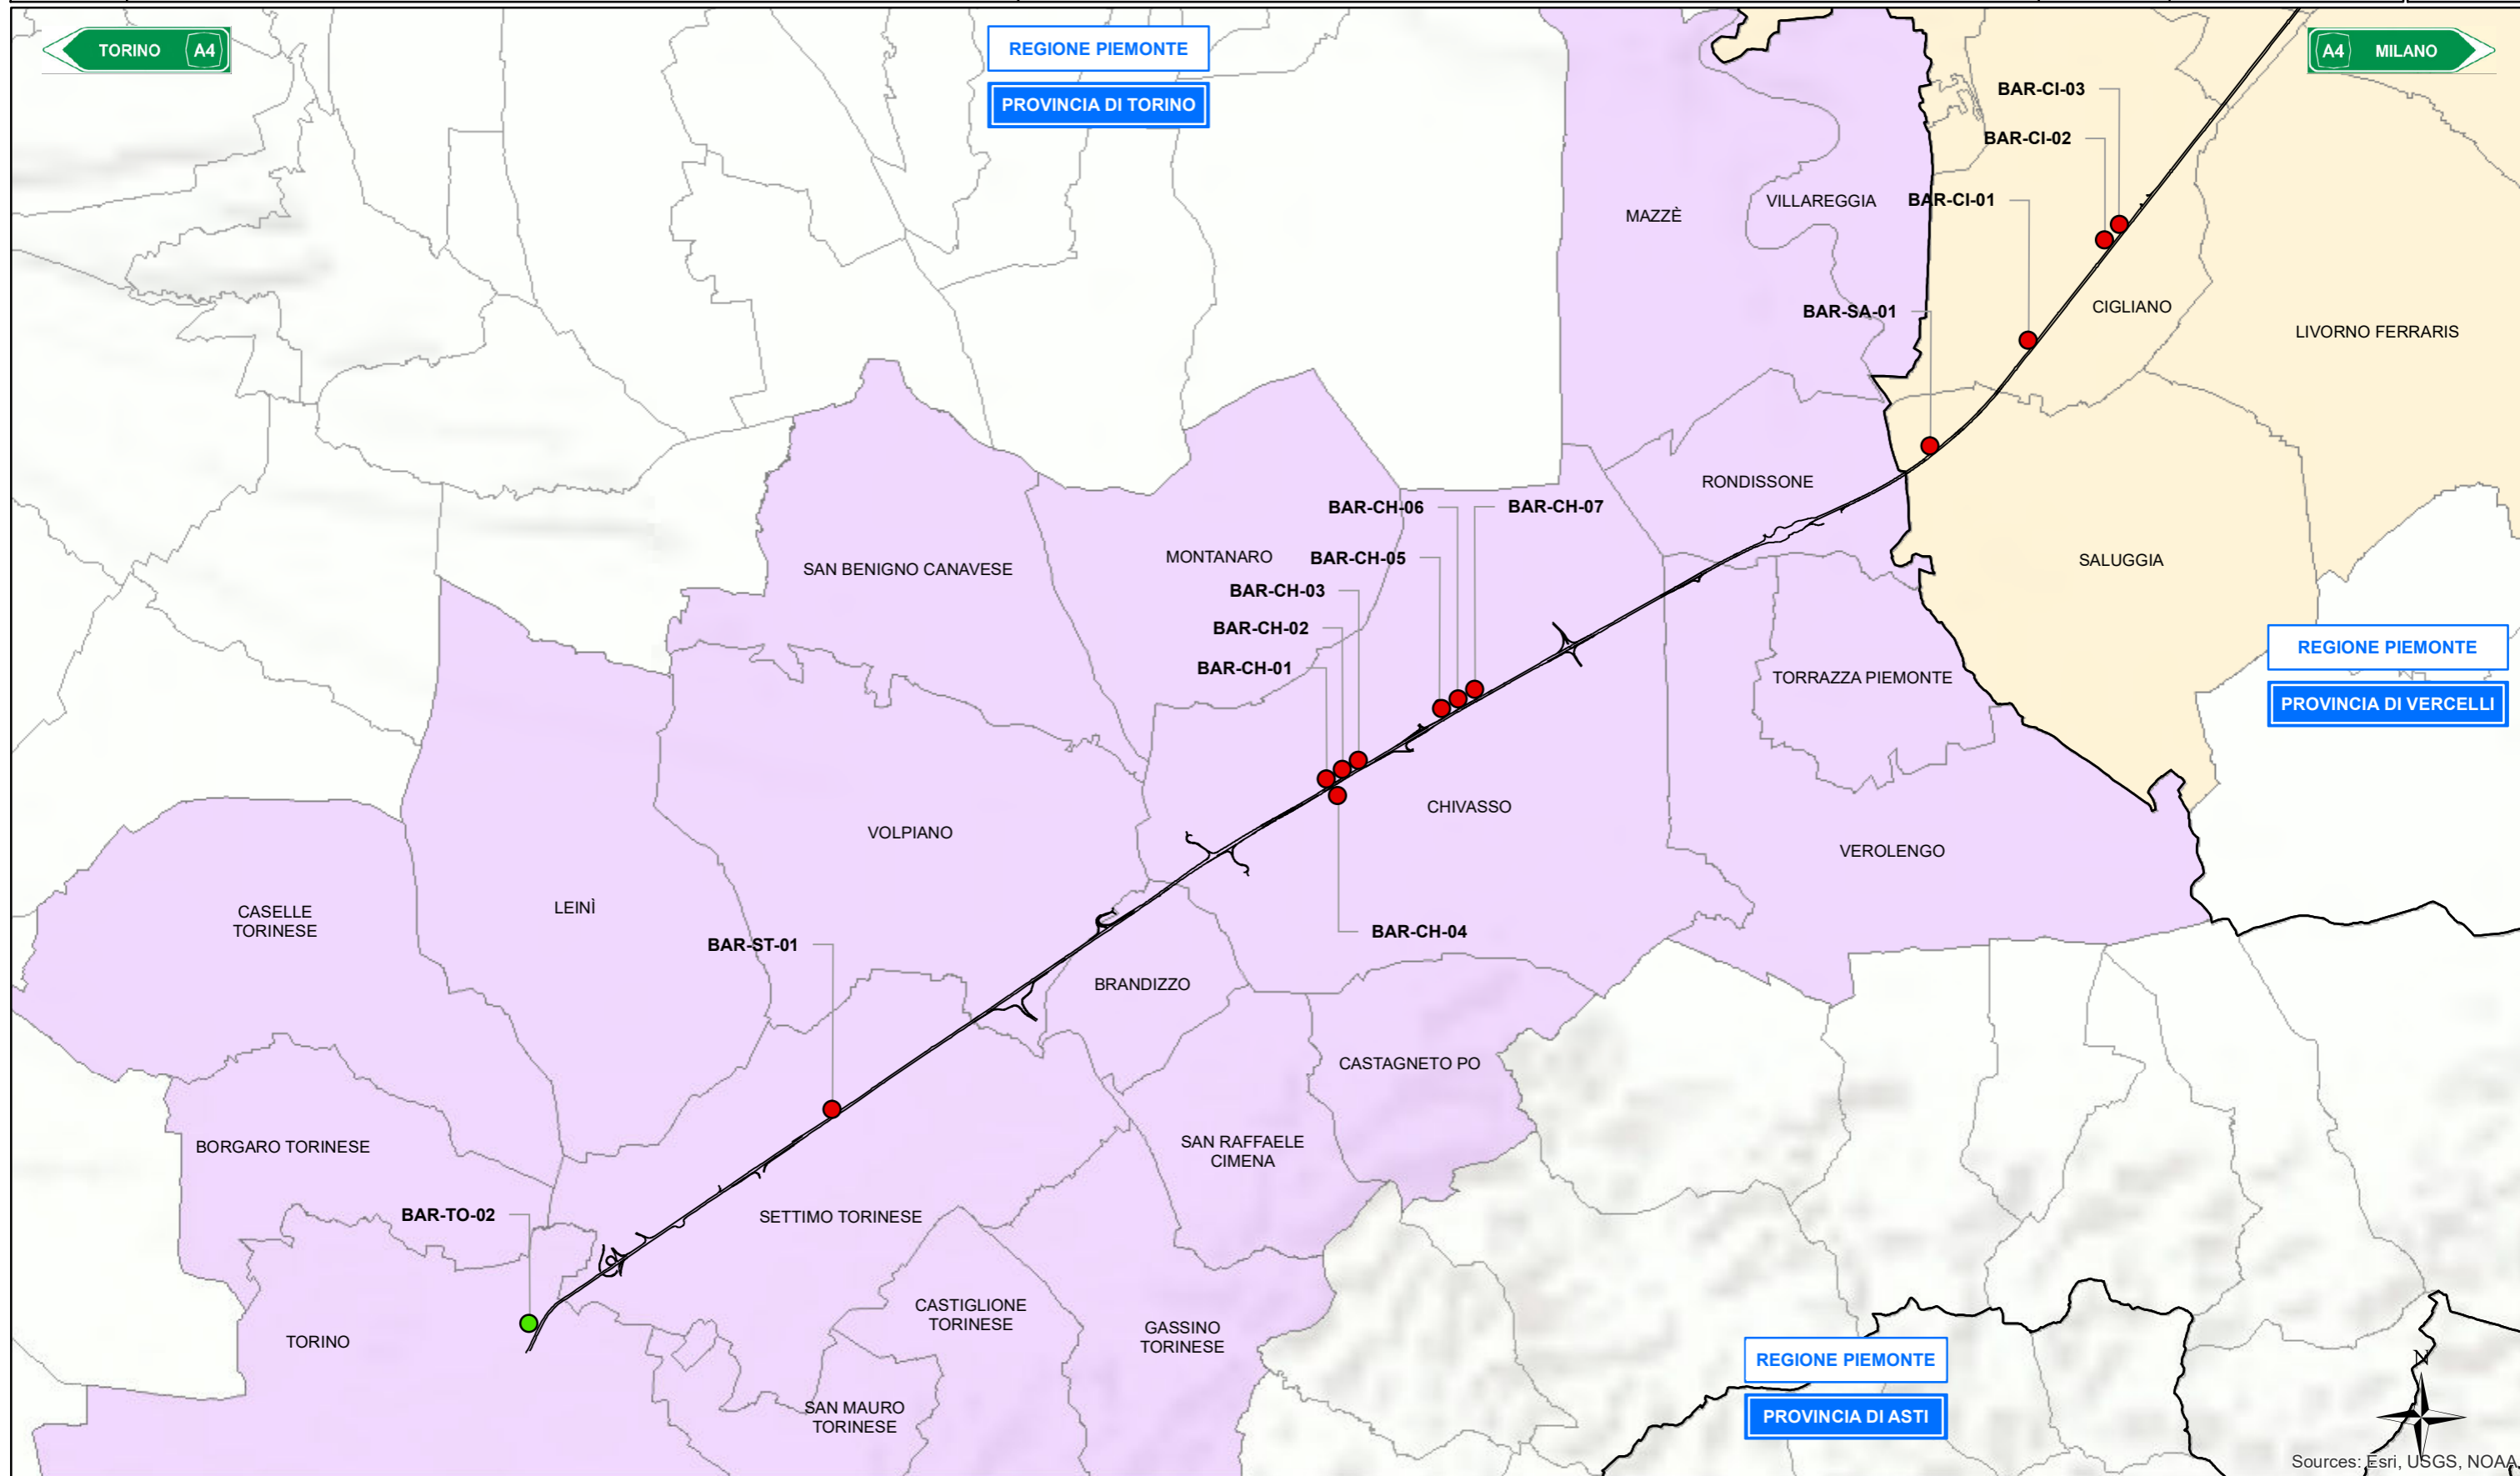 TORINO A4
REGIONE PIEMONTE
PROVINCIA DI TORINO
A4 MILANO
BAR-CI-03
BAR-CI-02
BAR-CI-01
VILLAREGGIA
MAZZÈ
BAR-SA-01
CIGLIANO
LIVORNO FERRARIS
RONDISSONE
BAR-CH-06
BAR-CH-07
MONTANARO
BAR-CH-05
SAN BENIGNO CANAVESE
SALUGGIA
BAR-CH-03
BAR-CH-02
BAR-CH-01
REGIONE PIEMONTE
PROVINCIA DI VERCELLI
TORRAZZA PIEMONTE
CHIVASSO
VOLPIANO
VEROLENGO
CASELLE
TORINESE
LEINÌ
BAR-CH-04
BAR-ST-01
BRANDIZZO
CASTAGNETO PO
BORGARO TORINESE
SAN RAFFAELE
CIMENA
BAR-TO-02
SETTIMO TORINESE
CASTIGLIONE
TORINESE
GASSINO
TORINESE
TORINO
REGIONE PIEMONTE
PROVINCIA DI ASTI
N
SAN MAURO
TORINESE
Sources: Esri, USGS, NOAA